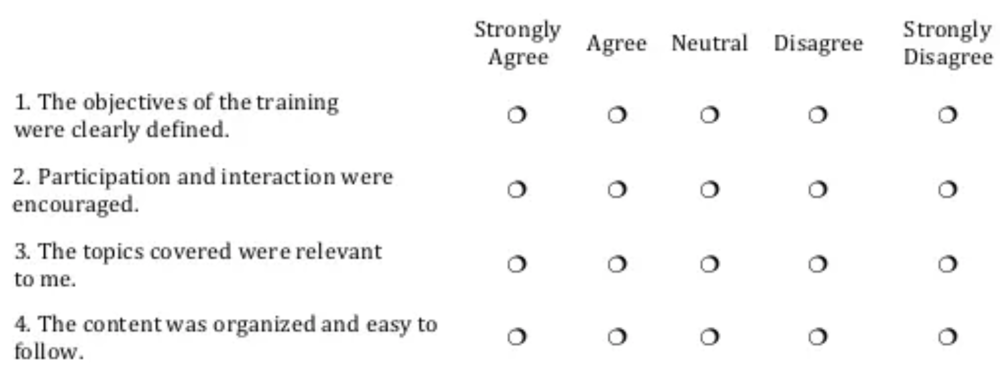 Strongly Agree Agree Neutral Disagree Strongly Disagree
1. The objectives of the training
were clearly defined.
2. Participation and interaction were
encouraged.
3. The topics covered were relevant
to me.
4. The content was organized and easy to
follow.